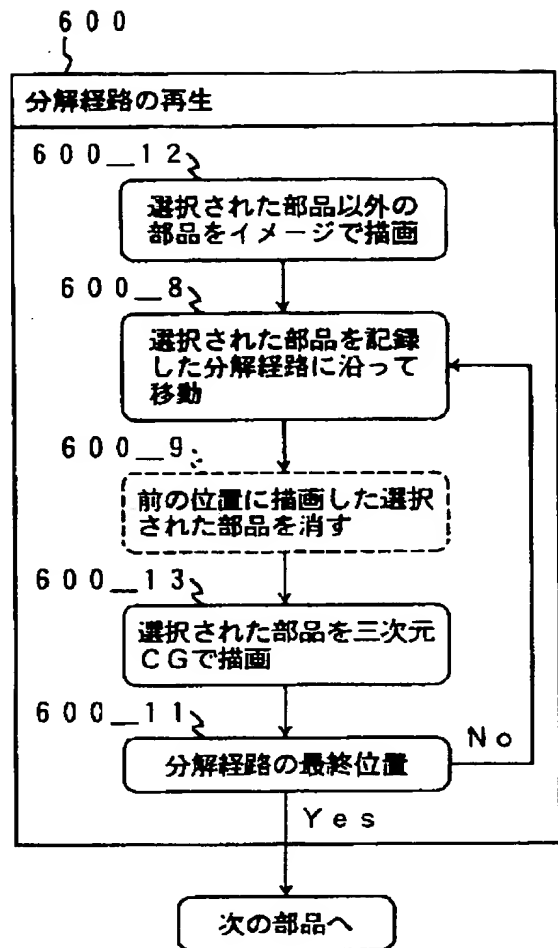 600
分解経路の再生
600_12
選択された部品以外の
部品をイメージで描画
600_8
選択された部品を記録
した分解経路に沿って
移動
600_9
前の位置に描画した選択
された部品を消す
600_13
選択された部品を三次元
CGで描画
600_11
分解経路の最終位置
No
Yes
次の部品へ